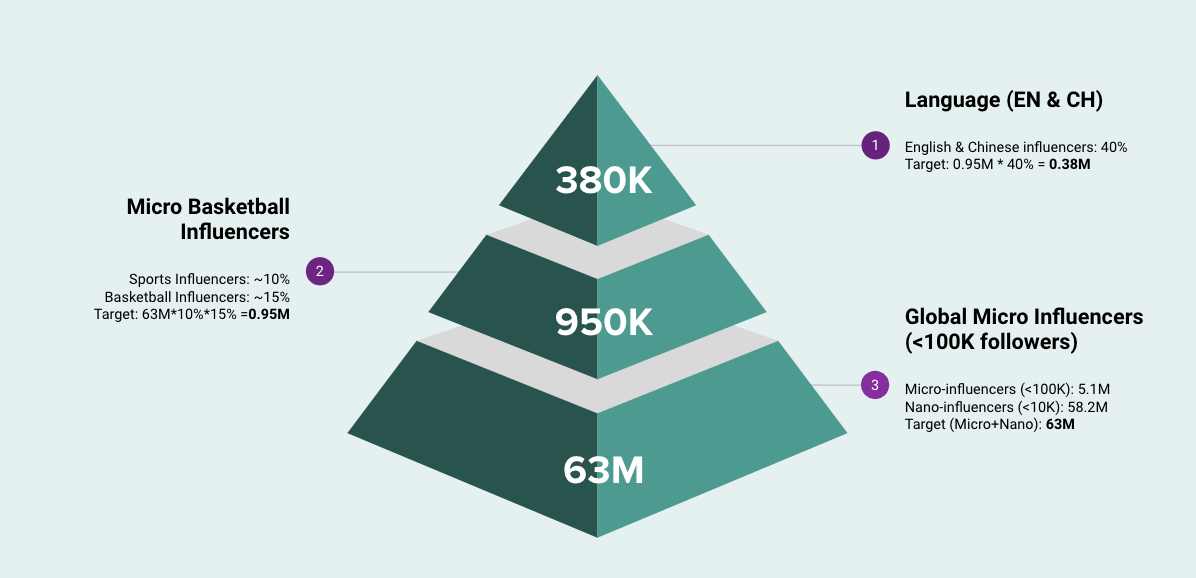 Language (EN & CH)
1
English & Chinese influencers: 40%
Target: 0.95M * 40% = 0.38M
380K
Micro Basketball
Influencers
2
Sports Influencers: ~10%
Basketball Influencers: ~15%
Target: 63M*10%*15% =0.95M
950K
Global Micro Influencers
(<100K followers)
3
Micro-influencers (<100K): 5.1M
Nano-influencers (<10K): 58.2M
Target (Micro+Nano): 63M
63M